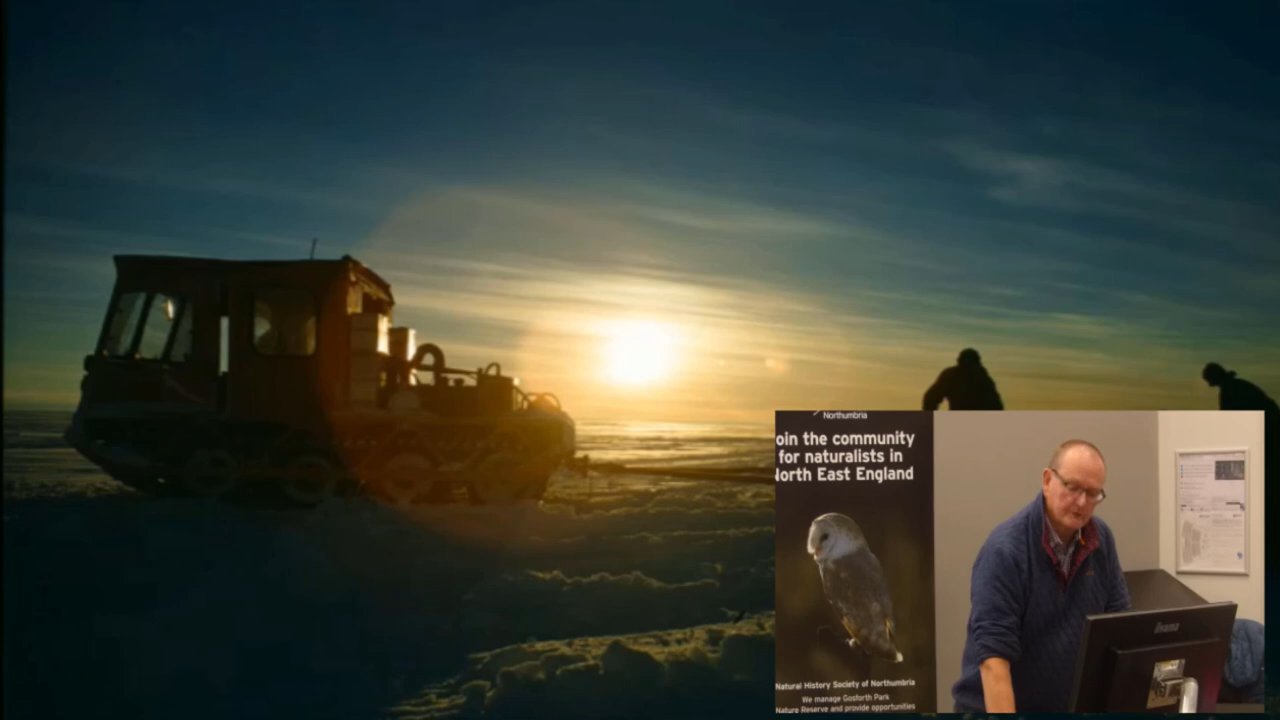 Northumbria
oin the community
for naturalists in
North East England
Natural History Society of Northumbria
We manage Gosforth Park
Nature Reserve and provide opportunities
iiyama